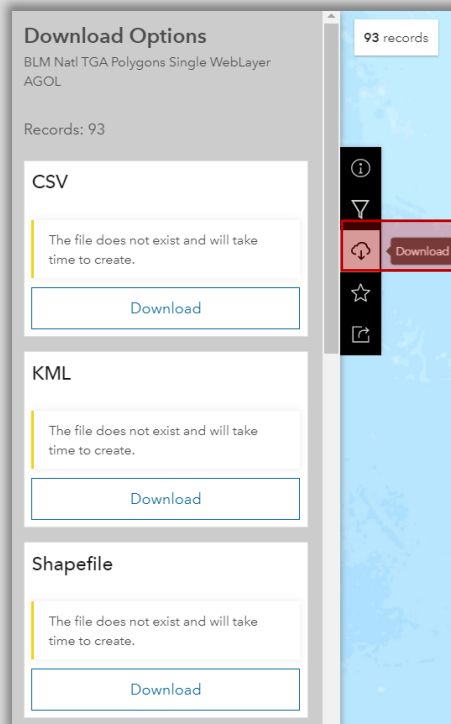 Download Options
BLM Natl TGA Polygons Single WebLayer
AGOL
Records: 93
CSV
The file does not exist and will take
time to create.
Download
KML
The file does not exist and will take
time to create.
Download
Shapefile
The file does not exist and will take
time to create.
Download
93 records
Download